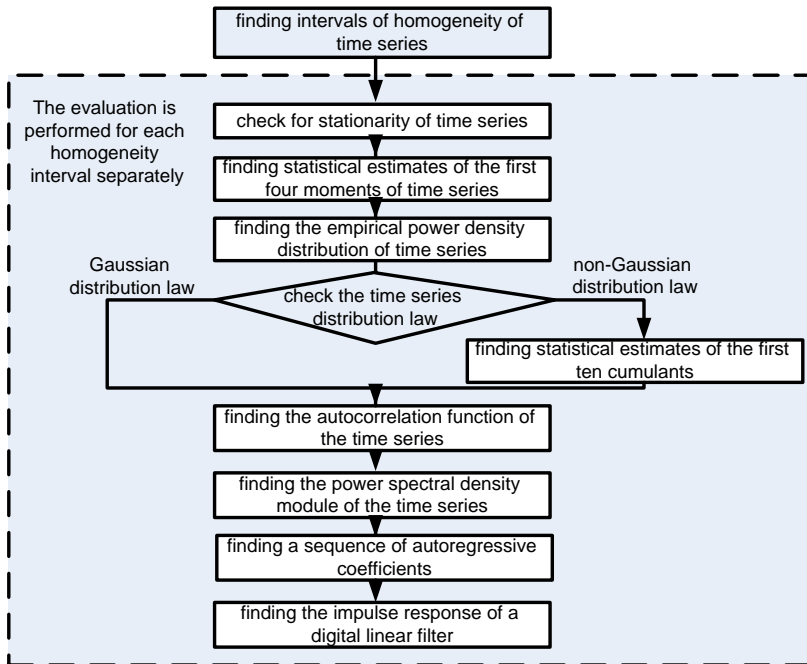 finding intervals of homogeneity of
time series
The evaluation is
performed for each
homogeneity
interval separately
check for stationarity of time series
finding statistical estimates of the first
four moments of time series
finding the empirical power density
distribution of time series
Gaussian
distribution law
check the time series
distribution law
non-Gaussian
distribution law
finding statistical estimates of the first
ten cumulants
finding the autocorrelation function of
the time series
finding the power spectral density
module of the time series
finding a sequence of autoregressive
coefficients
finding the impulse response of a
digital linear filter